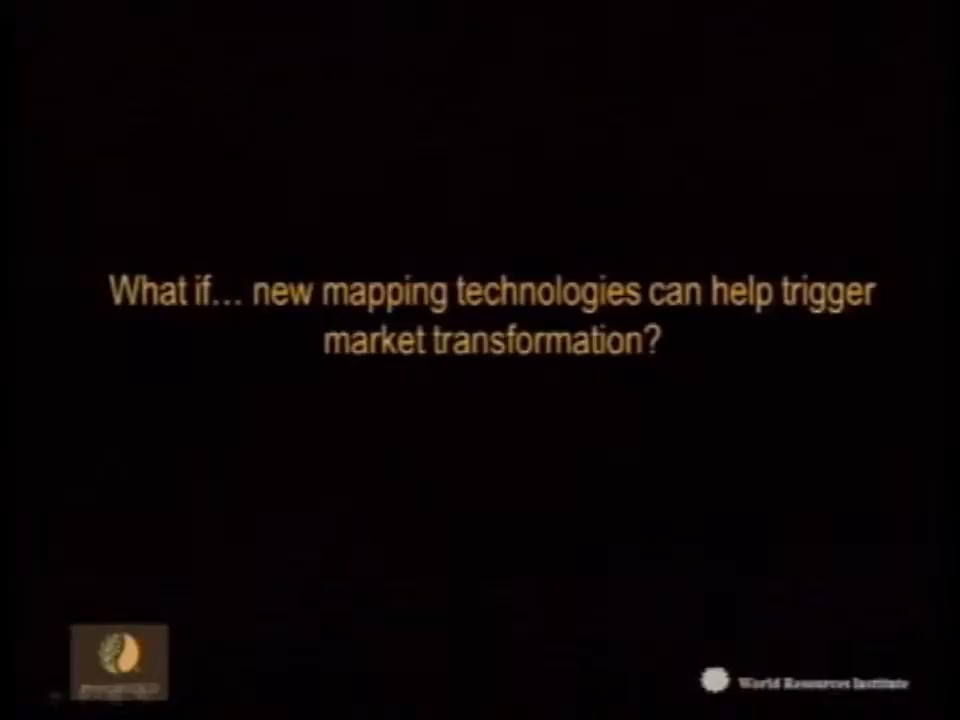 What if... new mapping technologies can help trigger
market transformation?
World Resources Institute